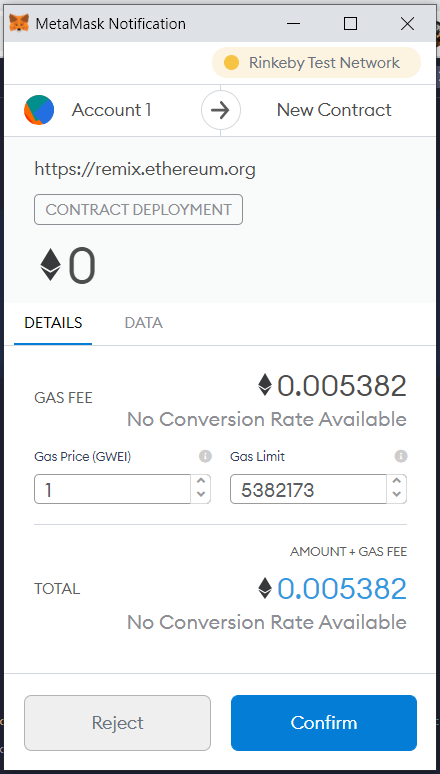 MetaMask Notification
Rinkeby Test Network
Account 1 New Contract
https://remix.ethereum.org
CONTRACT DEPLOYMENT
0
DETAILS DATA
GAS FEE 0.005382
No Conversion Rate Available
Gas Price (GWEI) Gas Limit
1 5382173
AMOUNT + GAS FEE
TOTAL 0.005382
No Conversion Rate Available
Reject Confirm